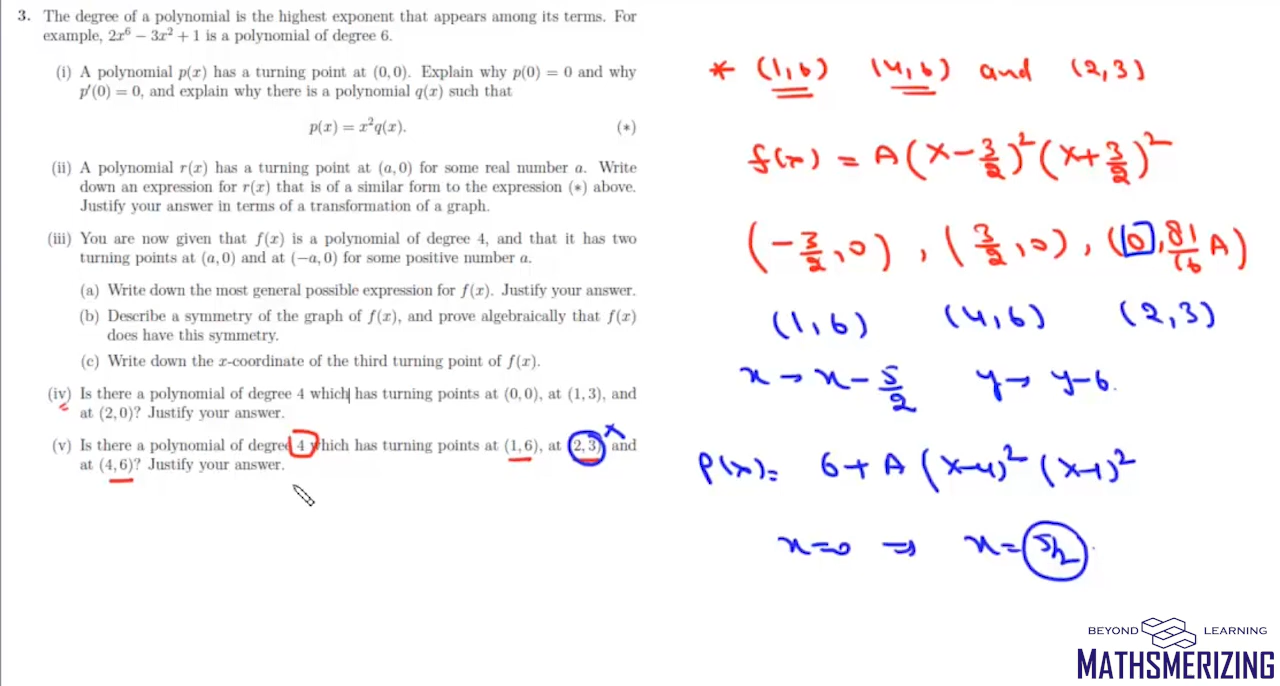 3. The degree of a polynomial is the highest exponent that appears among its terms. For
example, 2x⁶ − 3x² + 1 is a polynomial of degree 6.
(i) A polynomial p(x) has a turning point at (0, 0). Explain why p(0) = 0 and why
p′(0) = 0, and explain why there is a polynomial q(x) such that
p(x) = x²q(x). (∗)
(ii) A polynomial r(x) has a turning point at (a, 0) for some real number a. Write
down an expression for r(x) that is of a similar form to the expression (∗) above.
Justify your answer in terms of a transformation of a graph.
(iii) You are now given that f(x) is a polynomial of degree 4, and that it has two
turning points at (a, 0) and at (−a, 0) for some positive number a.
(a) Write down the most general possible expression for f(x). Justify your answer.
(b) Describe a symmetry of the graph of f(x), and prove algebraically that f(x)
does have this symmetry.
(c) Write down the x-coordinate of the third turning point of f(x).
(iv) Is there a polynomial of degree 4 which has turning points at (0, 0), at (1, 3), and
at (2, 0)? Justify your answer.
(v) Is there a polynomial of degree 4 which has turning points at (1, 6), at (2, 3) and
at (4, 6)? Justify your answer.
* (1,6) (4,6) and (2,3)
f(x) = A(x − 3/2)² (x + 3/2)²
(−3/2, 0), (3/2, 0), (0, 81/16 A)
(1,6) (4,6) (2,3)
x → x − 5/2 y → y − 6.
P(x) = 6 + A (x−4)² (x−1)²
x=0 ⇒ x = 5/2
BEYOND LEARNING
MATHSMERIZING